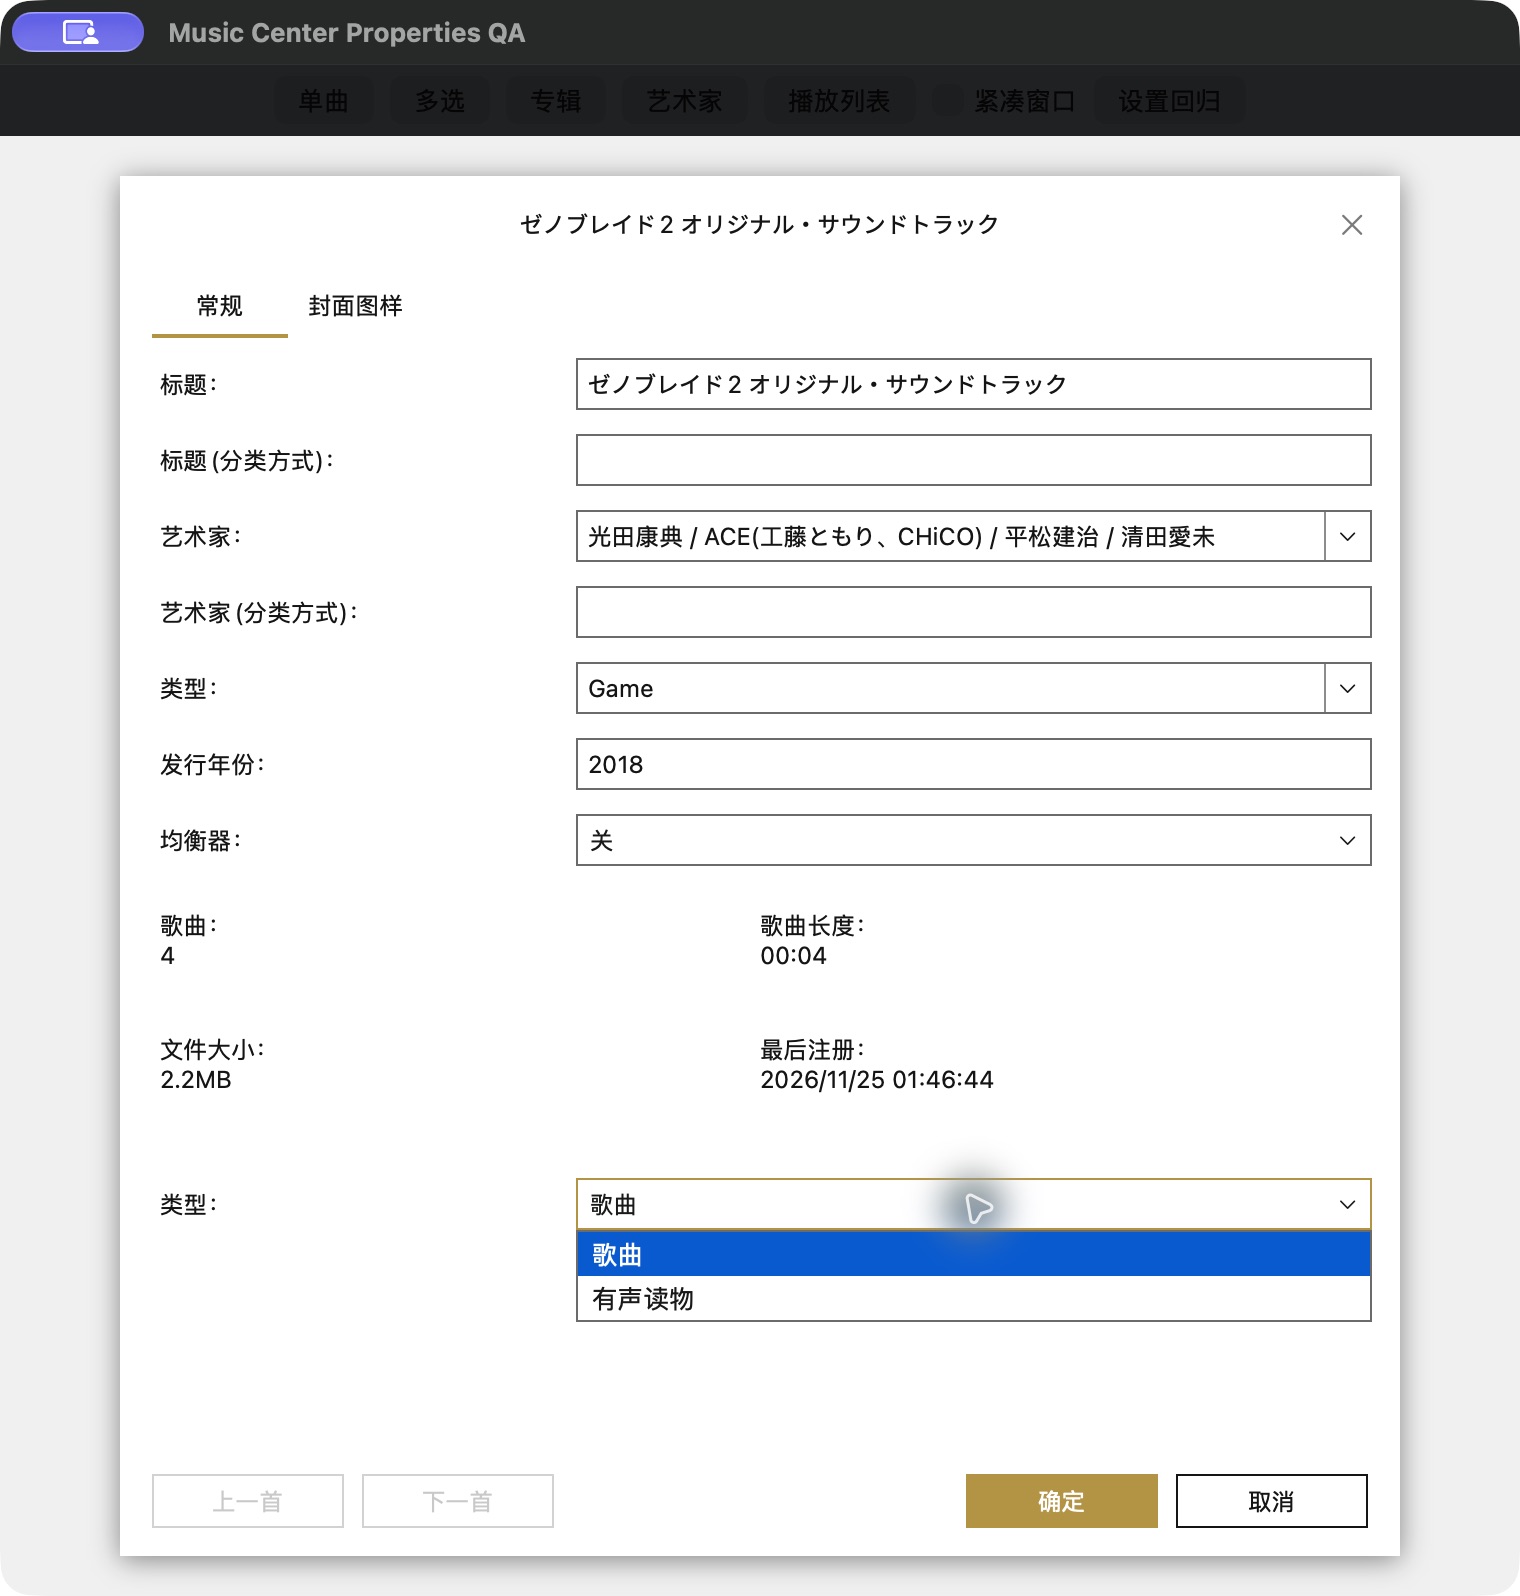 Music Center Properties QA
单曲 多选 专辑 艺术家 播放列表 紧凑窗口 设置回归
ゼノブレイド2 オリジナル・サウンドトラック
常规 封面图样
标题: ゼノブレイド2 オリジナル・サウンドトラック
标题(分类方式):
艺术家: 光田康典 / ACE(工藤ともり、CHiCO) / 平松建治 / 清田愛未
艺术家(分类方式):
类型: Game
发行年份: 2018
均衡器: 关
歌曲: 歌曲长度:
4 00:04
文件大小: 最后注册:
2.2MB 2026/11/25 01:46:44
类型: 歌曲
歌曲
有声读物
上一首 下一首 确定 取消